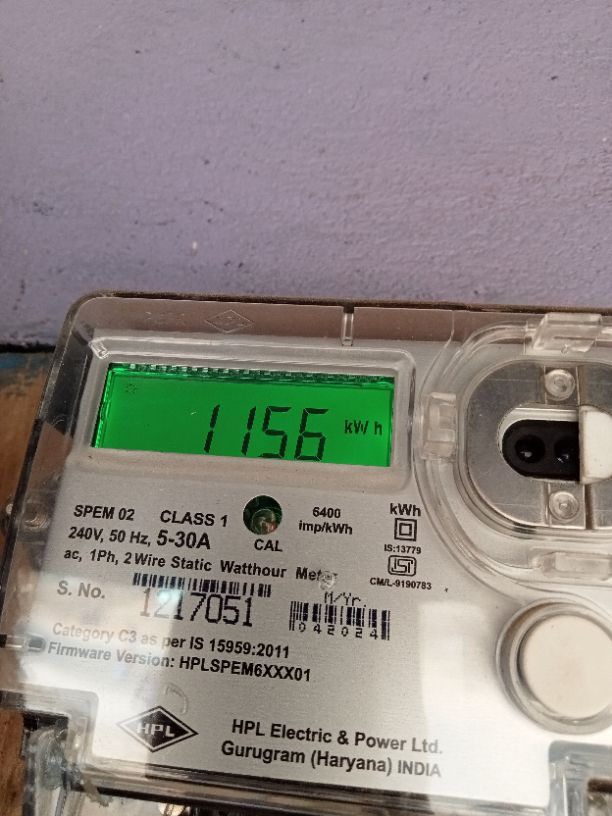 1156 kWh
SPEM 02 CLASS 1
240V, 50 Hz, 5-30A
ac, 1Ph, 2 Wire Static Watthour Meter
CAL
6400
imp/kWh
kWh
IS:13779
ISI
CM/L-9190783
S. No. 1217051
M/Yr.
042024
Category C3 as per IS 15959:2011
Firmware Version: HPLSPEM6XXX01
HPL
HPL Electric & Power Ltd.
Gurugram (Haryana) INDIA